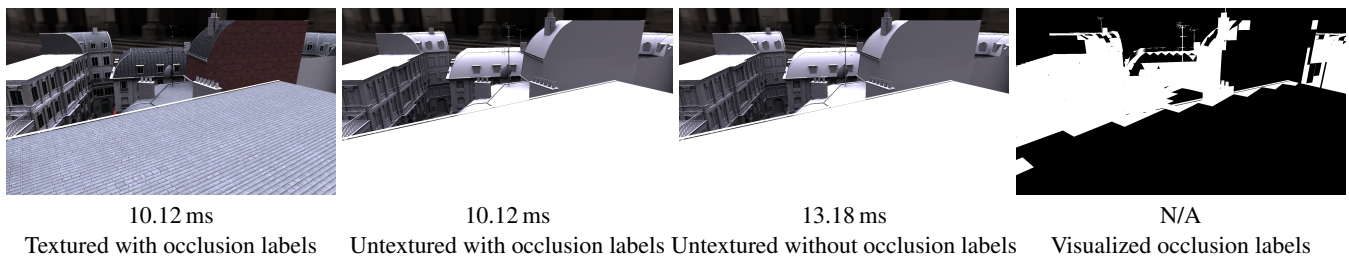 10.12 ms
10.12 ms
13.18 ms
N/A
Textured with occlusion labels
Untextured with occlusion labels
Untextured without occlusion labels
Visualized occlusion labels